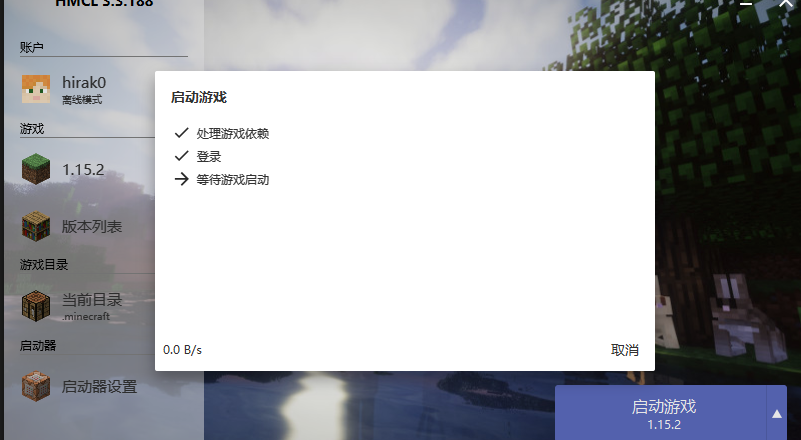 HMCL 3.3.188
账户
hirak0
离线模式
游戏
1.15.2
版本列表
游戏目录
当前目录
.minecraft
启动器
启动器设置
启动游戏
处理游戏依赖
登录
等待游戏启动
0.0 B/s
取消
启动游戏
1.15.2